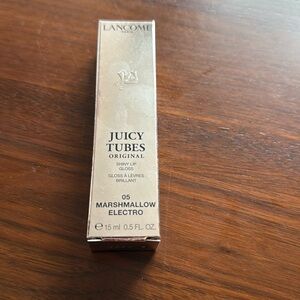 LANCÔME
JUICY
TUBES
ORIGINAL
SHINY LIP
GLOSS
GLOSS À LÈVRES
BRILLANT
05
MARSHMALLOW
ELECTRO
℮ 15 ml 0.5 FL. OZ.